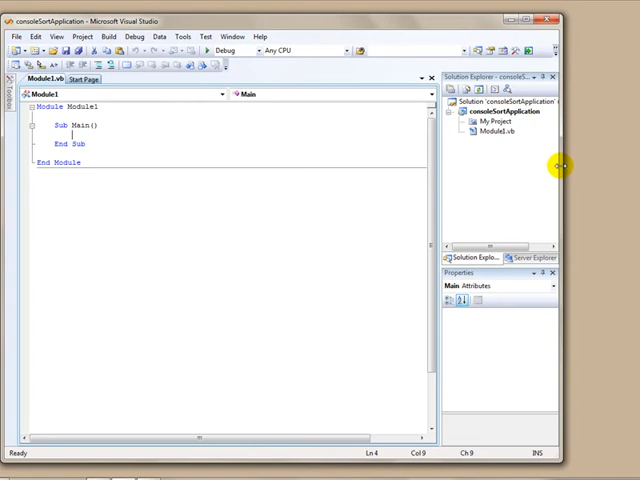 consoleSortApplication - Microsoft Visual Studio
File Edit View Project Build Debug Data Tools Test Window Help
Debug Any CPU
Toolbox
Module1.vb Start Page
Module1 Main
Module Module1
Sub Main()
End Sub
End Module
Solution Explorer - consoleS...
Solution 'consoleSortApplication'
consoleSortApplication
My Project
Module1.vb
Solution Explo... Server Explorer
Properties
Main Attributes
Ready Ln 4 Col 9 Ch 9 INS